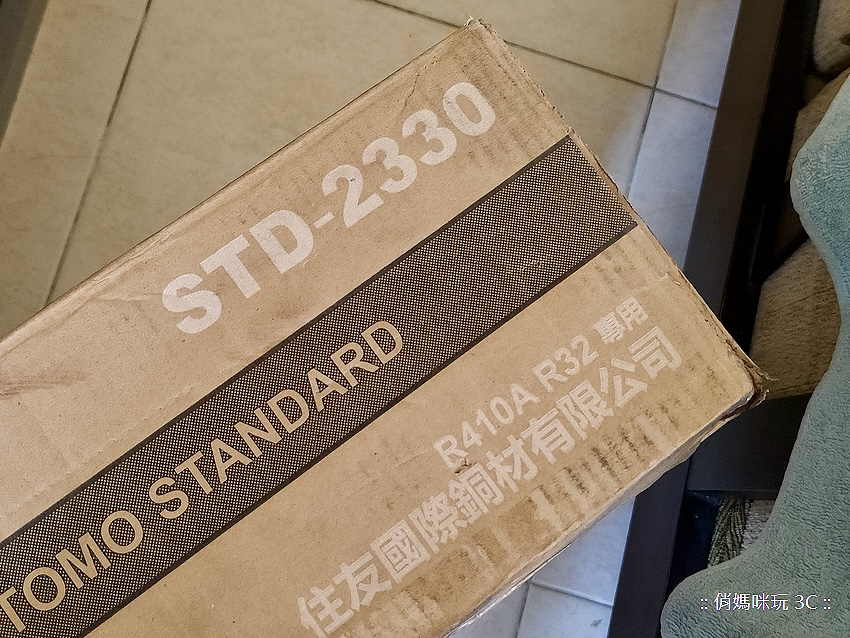 STD-2330
TOMO STANDARD
R410A R32 專用
住友國際銅材有限公司
:: 俏媽咪玩 3C ::